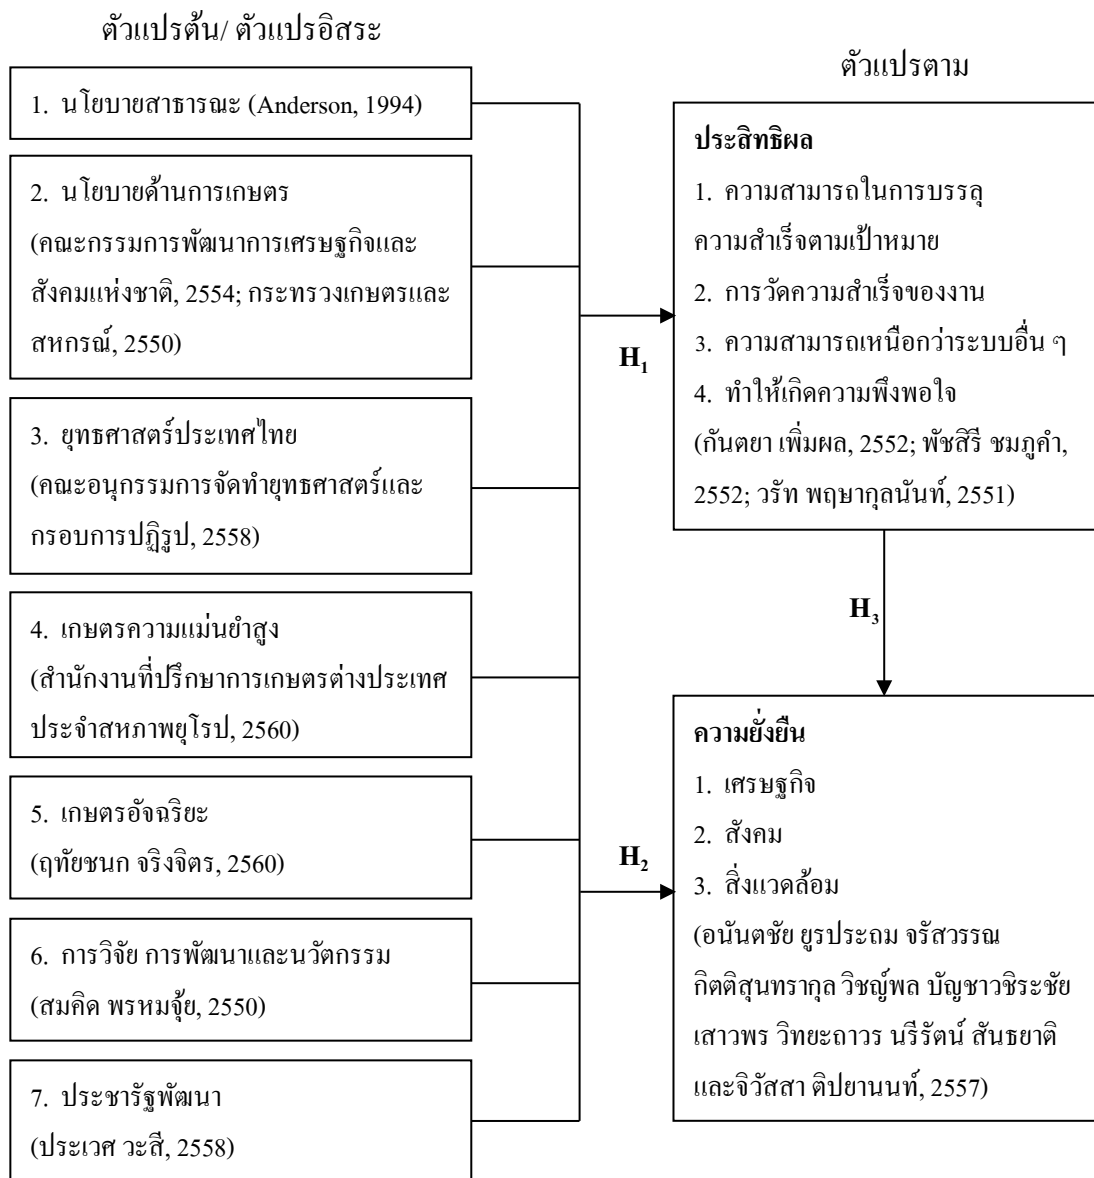 ตัวแปรต้น/ ตัวแปรอิสระ
1. นโยบายสาธารณะ (Anderson, 1994)
2. นโยบายด้านการเกษตร
(คณะกรรมการพัฒนาการเศรษฐกิจและ
สังคมแห่งชาติ, 2554; กระทรวงเกษตรและ
สหกรณ์, 2550)
3. ยุทธศาสตร์ประเทศไทย
(คณะอนุกรรมการจัดทำยุทธศาสตร์และ
กรอบการปฏิรูป, 2558)
4. เกษตรความแม่นยำสูง
(สำนักงานที่ปรึกษาการเกษตรต่างประเทศ
ประจำสหภาพยุโรป, 2560)
5. เกษตรอัจฉริยะ
(ฤทัยชนก จริงจิตร, 2560)
6. การวิจัย การพัฒนาและนวัตกรรม
(สมคิด พรหมจุ้ย, 2550)
7. ประชารัฐพัฒนา
(ประเวศ วะสี, 2558)
H1
H2
ตัวแปรตาม
ประสิทธิผล
1. ความสามารถในการบรรลุ
ความสำเร็จตามเป้าหมาย
2. การวัดความสำเร็จของงาน
3. ความสามารถเหนือกว่าระบบอื่น ๆ
4. ทำให้เกิดความพึงพอใจ
(กันตยา เพิ่มผล, 2552; พัชสิรี ชมภูคำ,
2552; วรัท พฤษากุลนันท์, 2551)
H3
ความยั่งยืน
1. เศรษฐกิจ
2. สังคม
3. สิ่งแวดล้อม
(อนันตชัย ยูรประถม จรัสวรรณ
กิตติสุนทรากุล วิชญ์พล บัญชาวชิระชัย
เสาวพร วิทยะถาวร นรีรัตน์ สันธยาติ
และจิวัสสา ติปยานนท์, 2557)